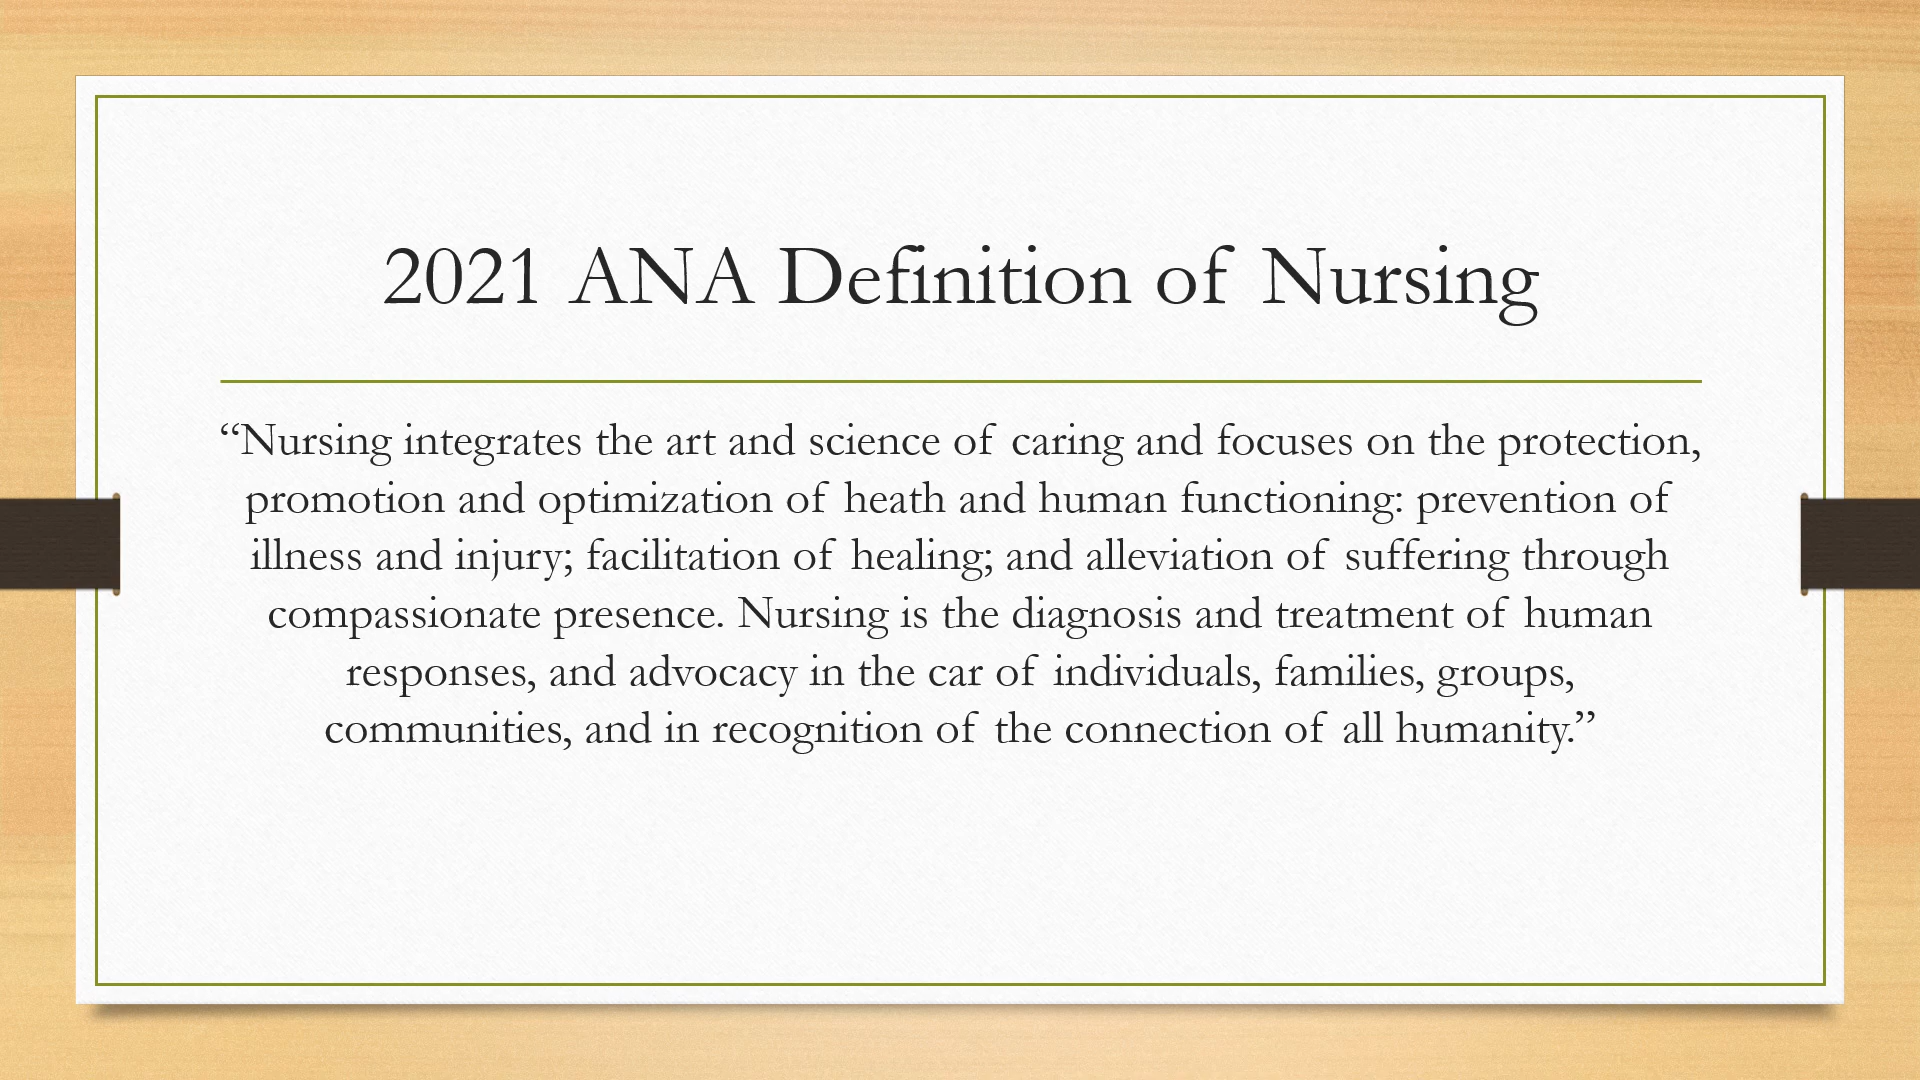 2021 ANA Definition of Nursing
“Nursing integrates the art and science of caring and focuses on the protection,
promotion and optimization of heath and human functioning: prevention of
illness and injury; facilitation of healing; and alleviation of suffering through
compassionate presence. Nursing is the diagnosis and treatment of human
responses, and advocacy in the car of individuals, families, groups,
communities, and in recognition of the connection of all humanity.”